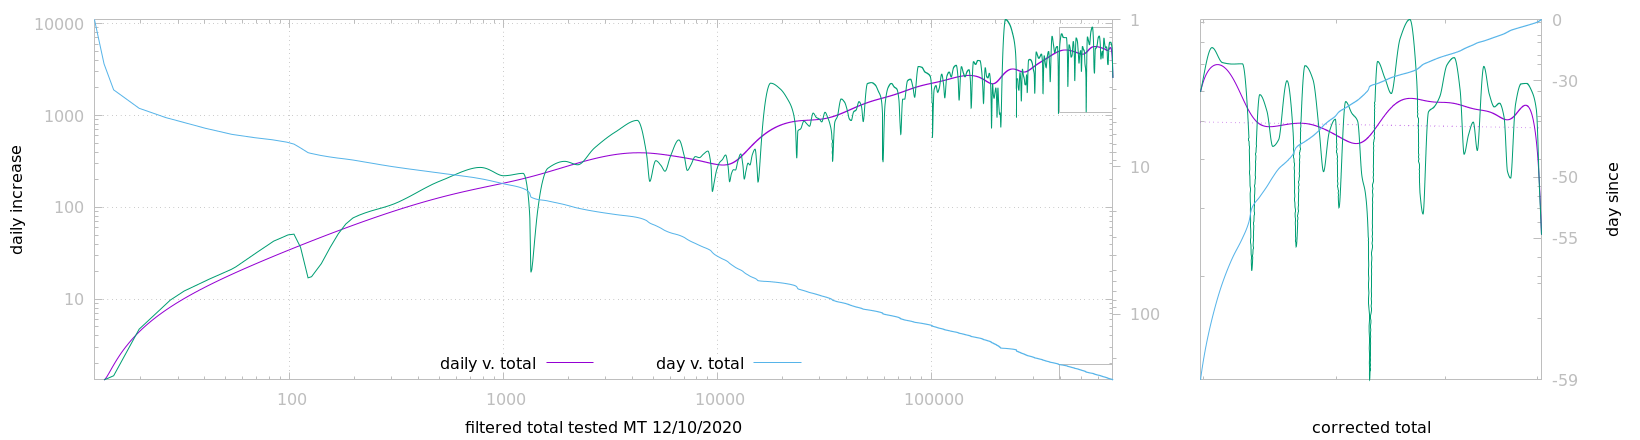 10000
1000
100
10
daily increase
100
1000
10000
100000
filtered total tested MT 12/10/2020
daily v. total
day v. total
1
10
100
0
-30
-50
-55
-59
day since
corrected total